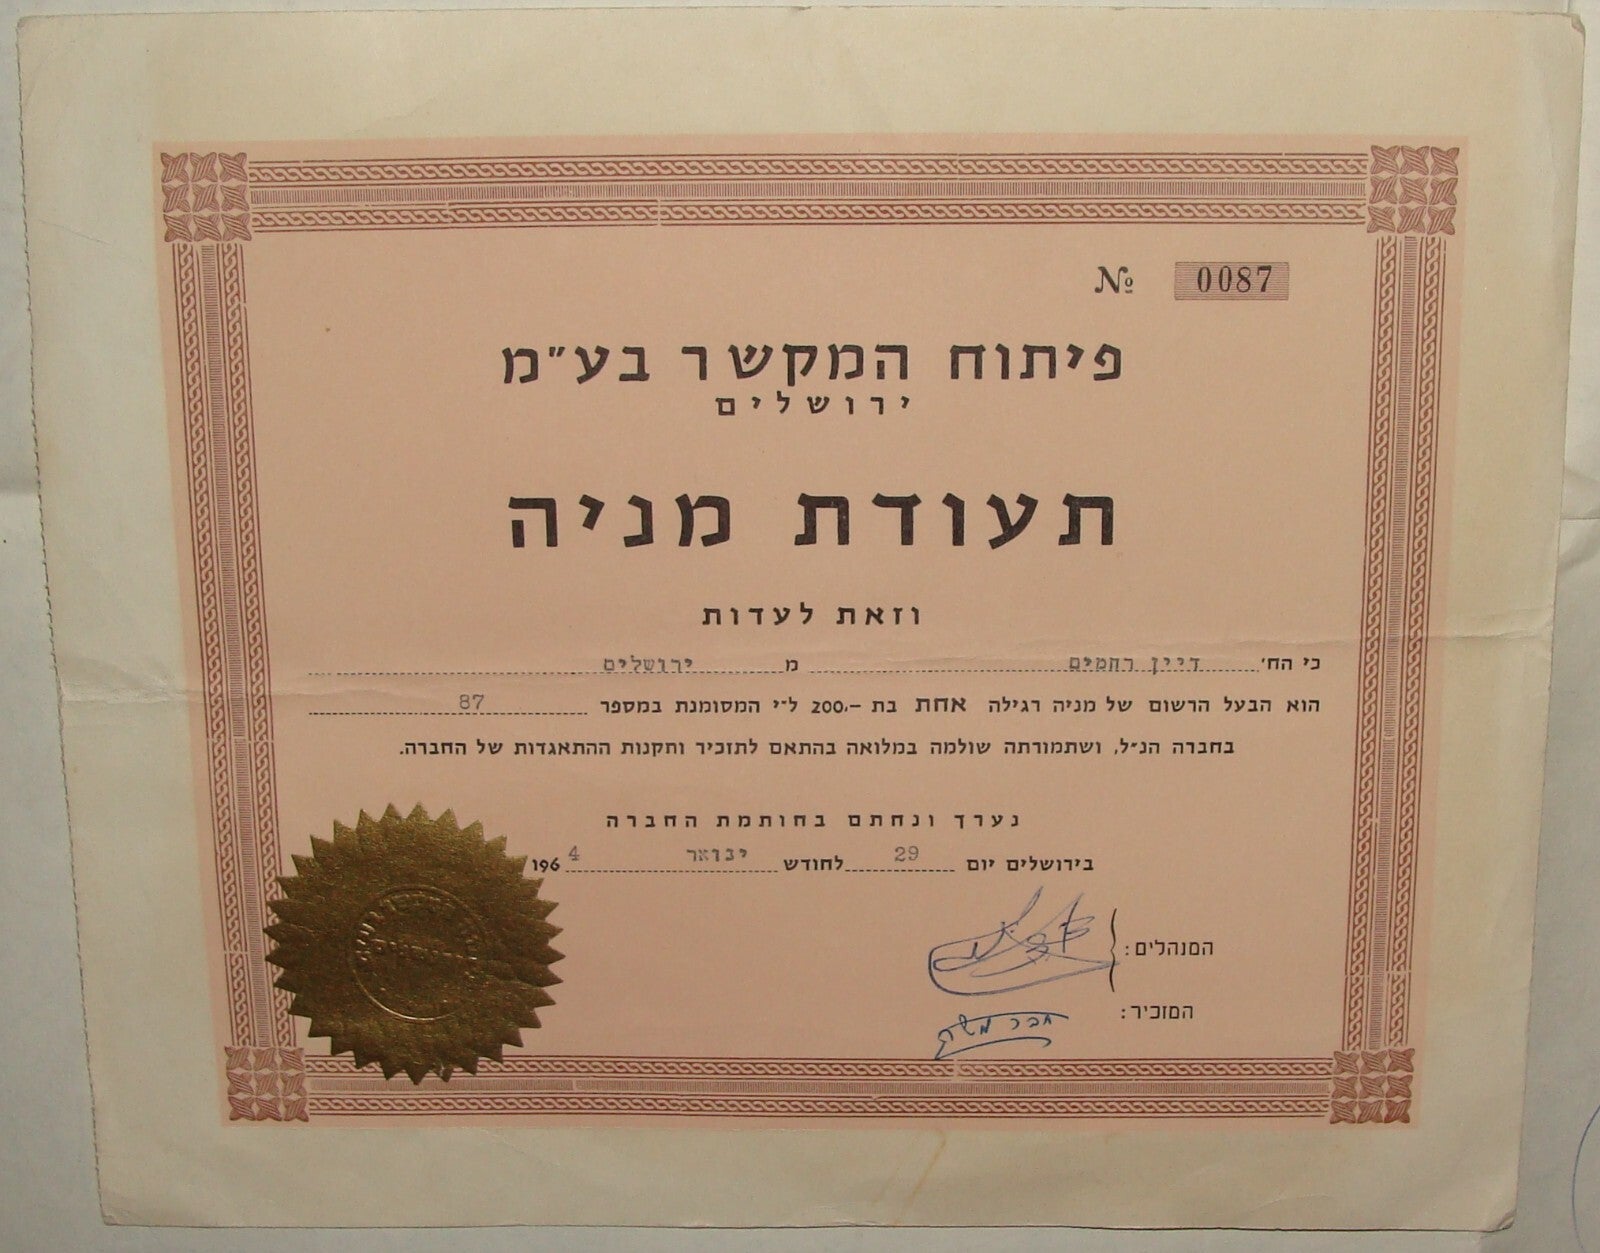 № 0087
פיתוח המקשר בע"מ
ירושלים
תעודת מניה
וזאת לעדות
כי הח' דיין רחמים מ ירושלים
הוא הבעל הרשום של מניה רגילה אחת בת 200.– ל"י המסומנת במספר 87
בחברה הנ"ל, ושתמורתה שולמה במלואה בהתאם לתזכיר ותקנות ההתאגדות של החברה.
נערך ונחתם בחותמת החברה
בירושלים יום 29 לחודש ינואר 1964
המנהלים:
המזכיר: